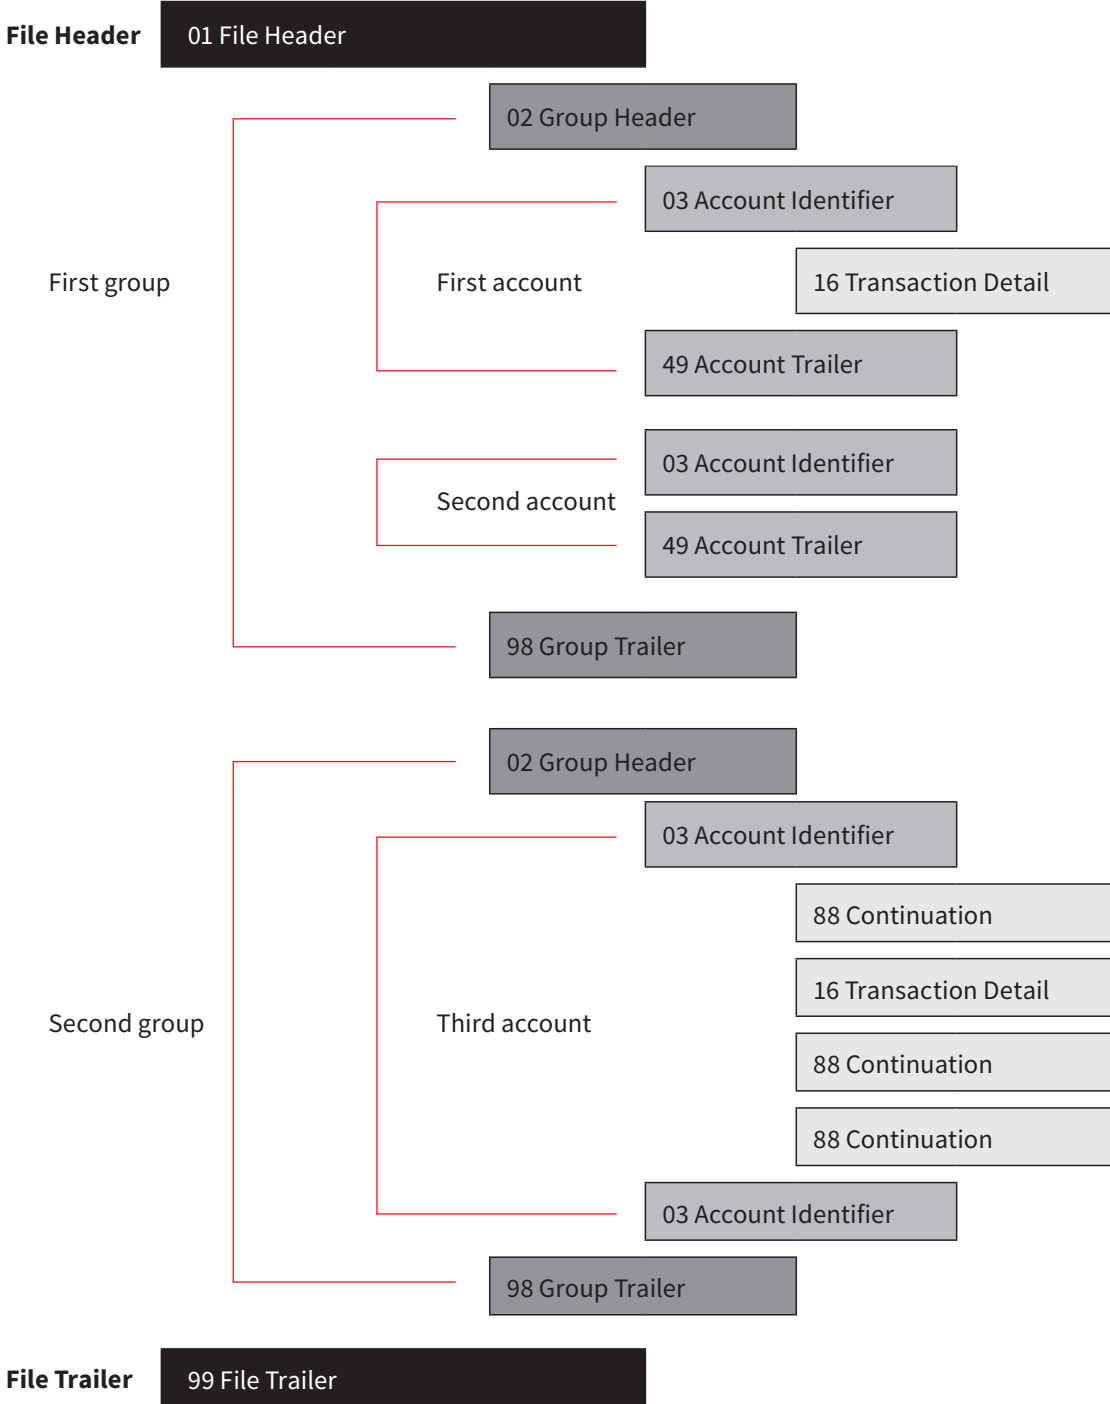 File Header
01 File Header
02 Group Header
03 Account Identifier
First group
First account
16 Transaction Detail
49 Account Trailer
03 Account Identifier
Second account
49 Account Trailer
98 Group Trailer
02 Group Header
03 Account Identifier
88 Continuation
16 Transaction Detail
Second group
Third account
88 Continuation
88 Continuation
03 Account Identifier
98 Group Trailer
File Trailer
99 File Trailer